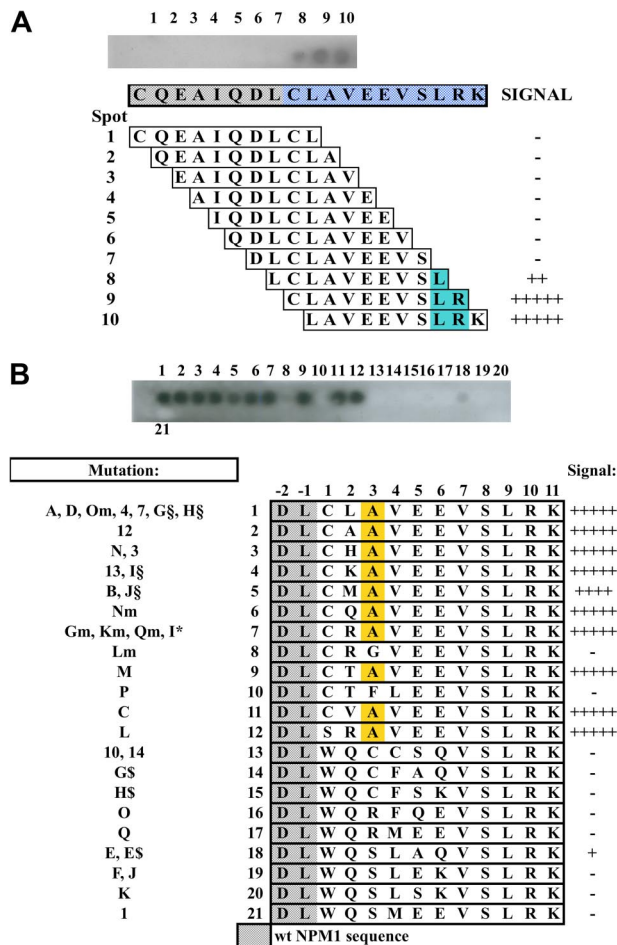 A
1 2 3 4 5 6 7 8 9 10
C Q E A I Q D L C L A V E E V S L R K SIGNAL
Spot
1 C Q E A I Q D L C L -
2 Q E A I Q D L C L A -
3 E A I Q D L C L A V -
4 A I Q D L C L A V E -
5 I Q D L C L A V E E -
6 Q D L C L A V E E V -
7 D L C L A V E E V S -
8 L C L A V E E V S L ++
9 C L A V E E V S L R +++++
10 L A V E E V S L R K +++++
B
1 2 3 4 5 6 7 8 9 10 11 12 13 14 15 16 17 18 19 20
21
Mutation: Signal:
-2 -1 1 2 3 4 5 6 7 8 9 10 11
A, D, Om, 4, 7, G§, H§ 1 D L C L A V E E V S L R K +++++
12 2 D L C A A V E E V S L R K +++++
N, 3 3 D L C H A V E E V S L R K +++++
13, I§ 4 D L C K A V E E V S L R K +++++
B, J§ 5 D L C M A V E E V S L R K ++++
Nm 6 D L C Q A V E E V S L R K +++++
Gm, Km, Qm, I* 7 D L C R A V E E V S L R K +++++
Lm 8 D L C R G V E E V S L R K -
M 9 D L C T A V E E V S L R K +++++
P 10 D L C T F L E E V S L R K -
C 11 D L C V A V E E V S L R K +++++
L 12 D L S R A V E E V S L R K +++++
10, 14 13 D L W Q C C S Q V S L R K -
G$ 14 D L W Q C F A Q V S L R K -
H$ 15 D L W Q C F S K V S L R K -
O 16 D L W Q R F Q E V S L R K -
Q 17 D L W Q R M E E V S L R K -
E, E$ 18 D L W Q S L A Q V S L R K +
F, J 19 D L W Q S L E K V S L R K -
K 20 D L W Q S L S K V S L R K -
1 21 D L W Q S M E E V S L R K -
wt NPM1 sequence